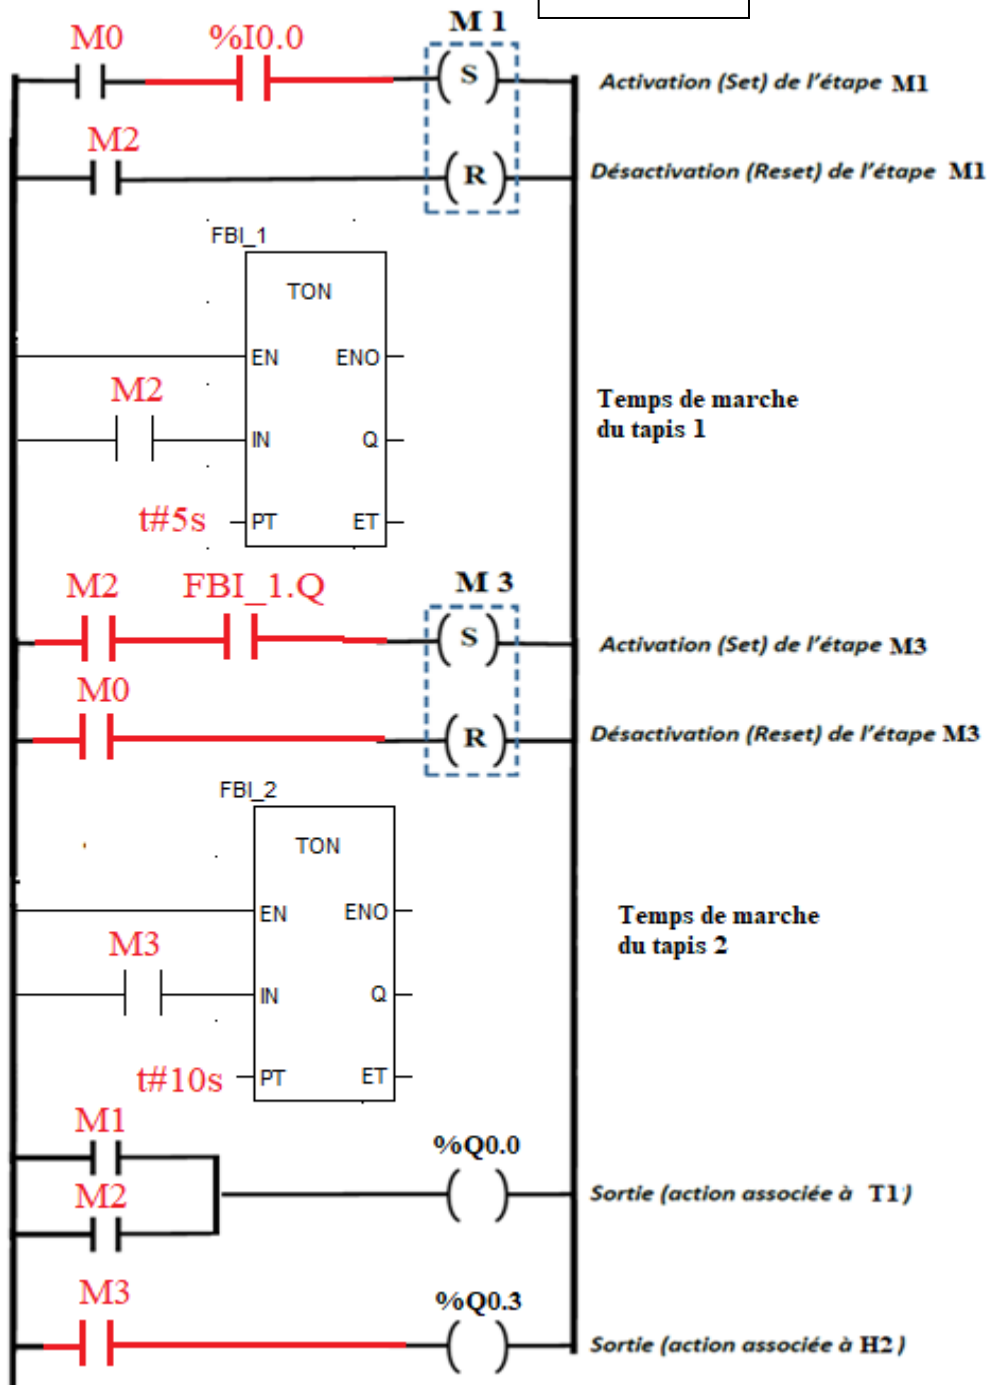 M 1
M0 %I0.0
( S ) Activation (Set) de l'étape M1
M2
( R ) Désactivation (Reset) de l'étape M1
FBI_1
TON
EN ENO
M2
IN Q
Temps de marche
du tapis 1
t#5s PT ET
M2 FBI_1.Q M 3
( S ) Activation (Set) de l'étape M3
M0
( R ) Désactivation (Reset) de l'étape M3
FBI_2
TON
EN ENO
Temps de marche
du tapis 2
M3
IN Q
t#10s PT ET
M1
%Q0.0
M2
( ) Sortie (action associée à T1)
M3 %Q0.3
( ) Sortie (action associée à H2)